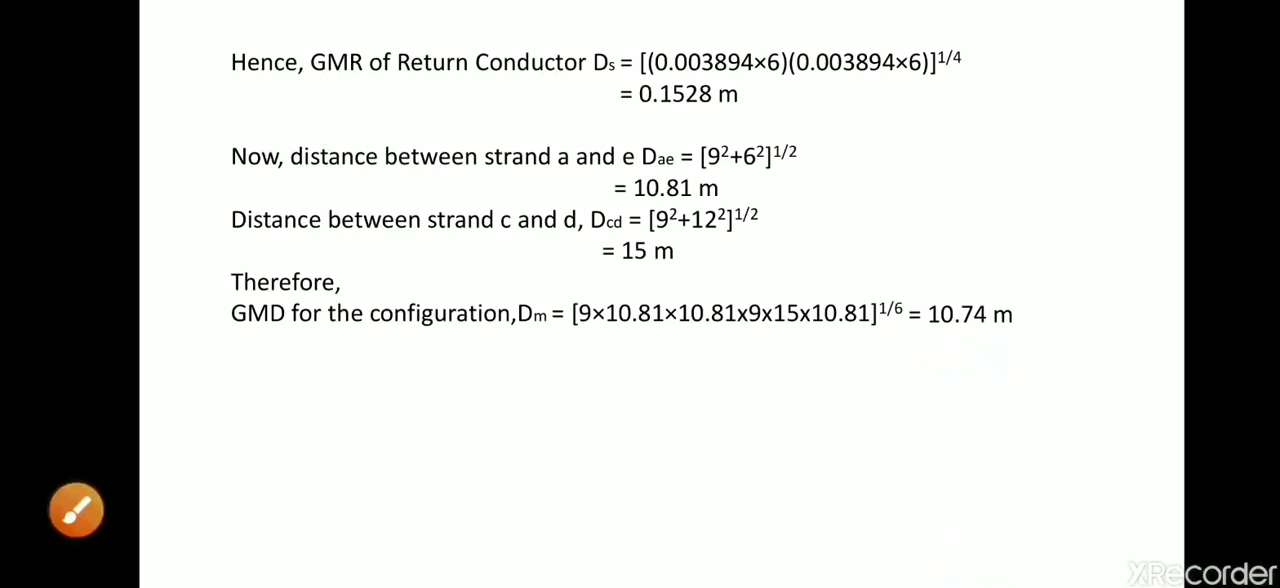 Hence, GMR of Return Conductor Ds = [(0.003894×6)(0.003894×6)]1/4
= 0.1528 m
Now, distance between strand a and e Dae = [9²+6²]1/2
= 10.81 m
Distance between strand c and d, Dcd = [9²+12²]1/2
= 15 m
Therefore,
GMD for the configuration,Dm = [9×10.81×10.81x9x15x10.81]1/6 = 10.74 m
XRecorder